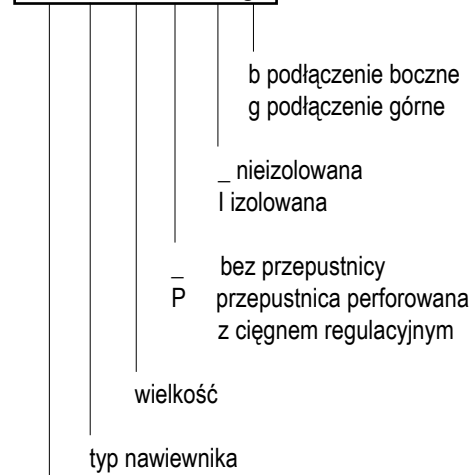 b podłączenie boczne
g podłączenie górne
_ nieizolowana
I izolowana
_ bez przepustnicy
P przepustnica perforowana
z cięgnem regulacyjnym
wielkość
typ nawiewnika